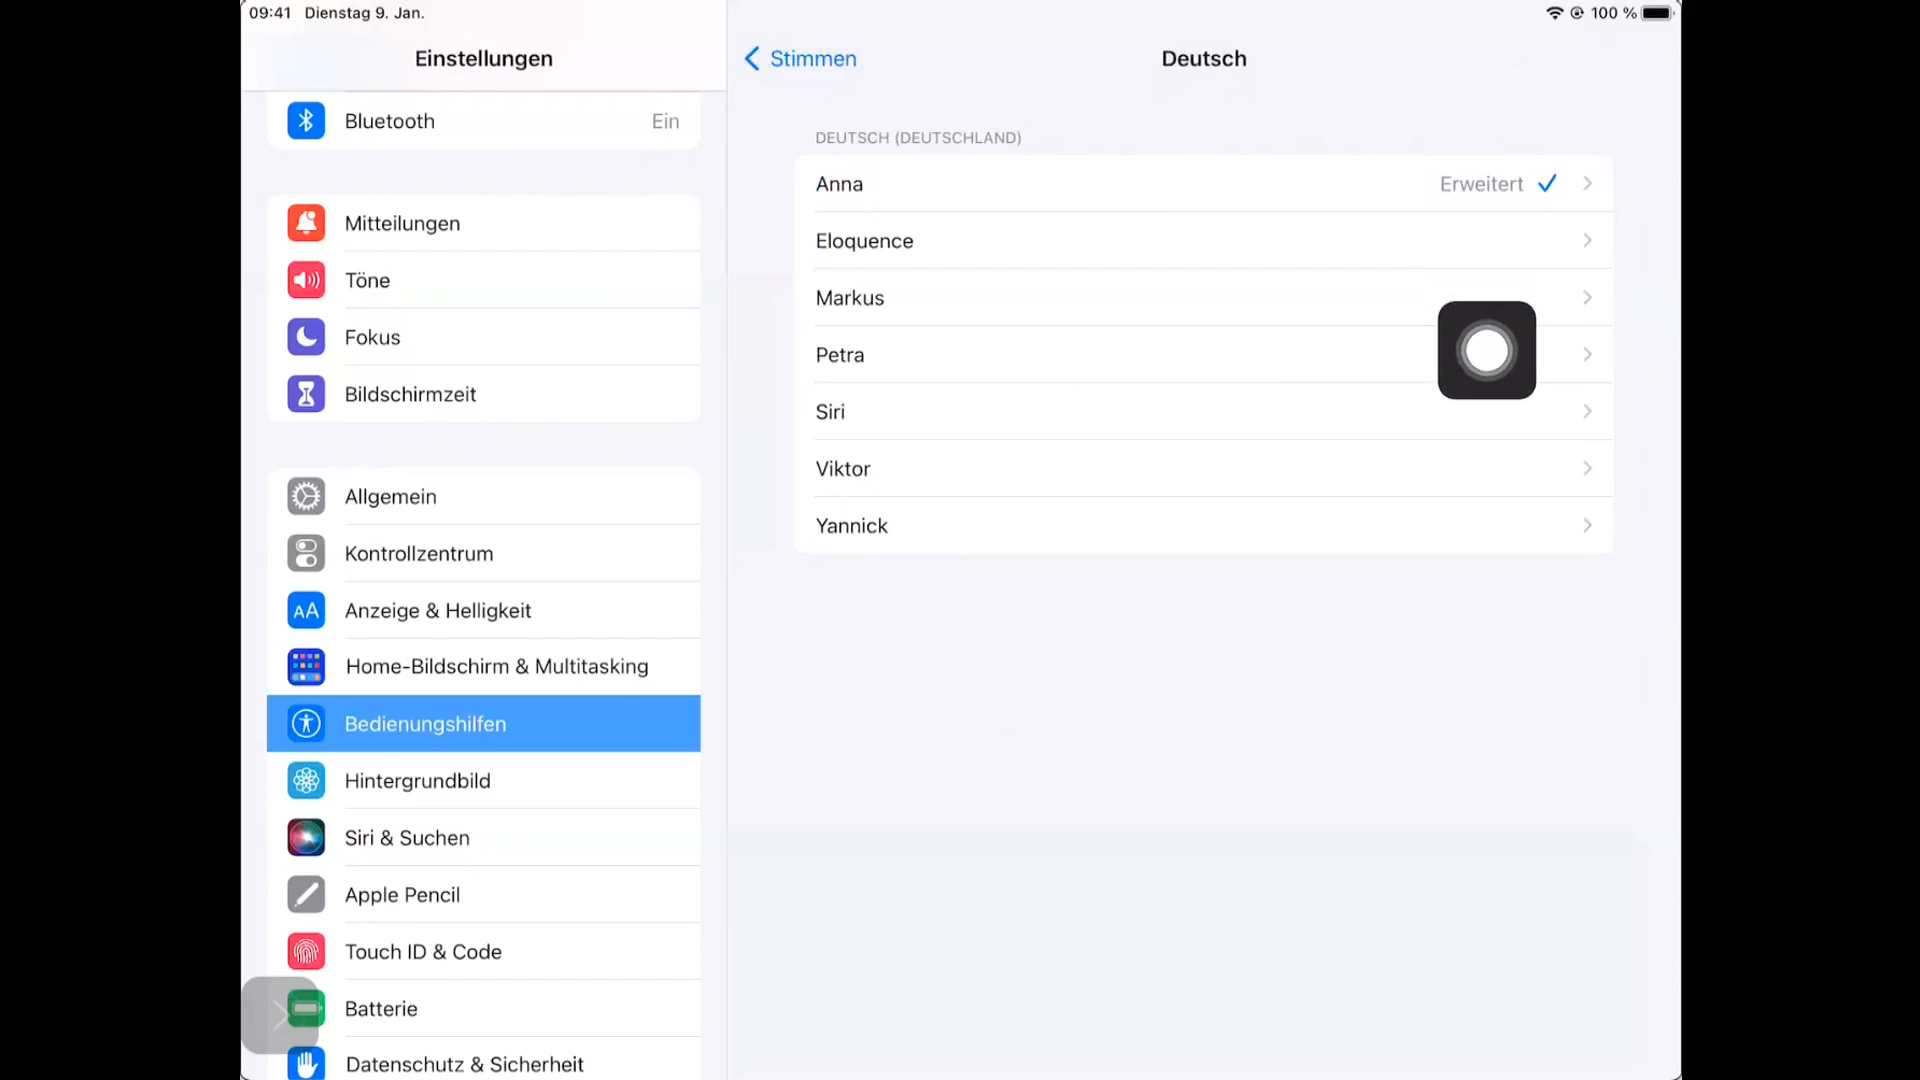 09:41 Dienstag 9. Jan.
100 %
Einstellungen
Bluetooth Ein
Mitteilungen
Töne
Fokus
Bildschirmzeit
Allgemein
Kontrollzentrum
AA Anzeige & Helligkeit
Home-Bildschirm & Multitasking
Bedienungshilfen
Hintergrundbild
Siri & Suchen
Apple Pencil
Touch ID & Code
Batterie
Datenschutz & Sicherheit
Stimmen
Deutsch
DEUTSCH (DEUTSCHLAND)
Anna Erweitert
Eloquence
Markus
Petra
Siri
Viktor
Yannick